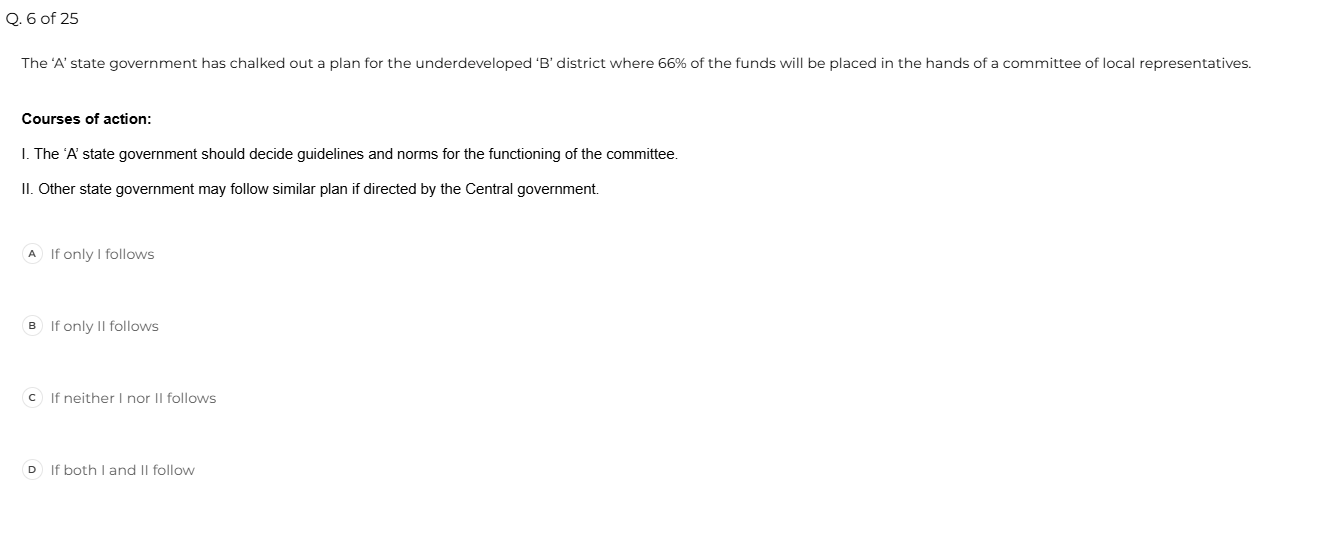 Q. 6 of 25
The ‘A’ state government has chalked out a plan for the underdeveloped ‘B’ district where 66% of the funds will be placed in the hands of a committee of local representatives.
Courses of action:
I. The ‘A’ state government should decide guidelines and norms for the functioning of the committee.
II. Other state government may follow similar plan if directed by the Central government.
A If only I follows
B If only II follows
C If neither I nor II follows
D If both I and II follow